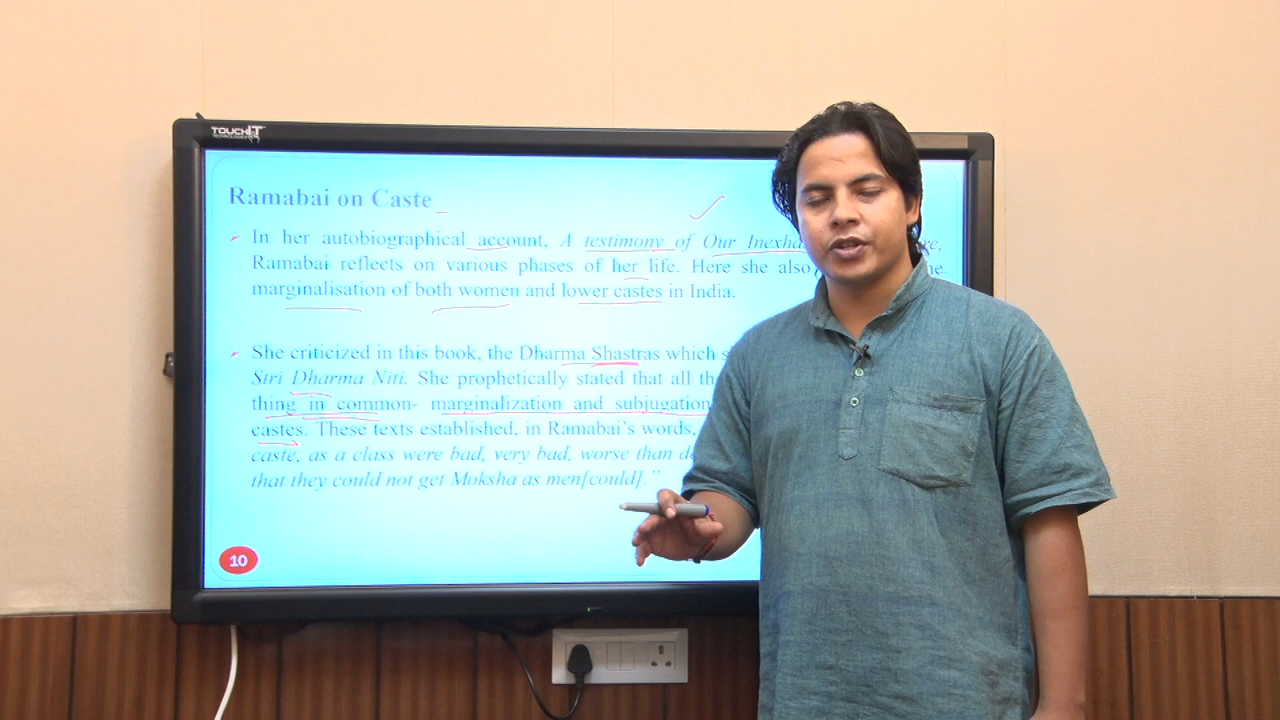 TOUCHIT
TECHNOLOGIES
Ramabai on Caste
In her autobiographical account, A testimony of Our
Ramabai reflects on various phases of her life. Here she also
marginalisation of both women and lower castes in India.
She criticized in this book, the Dharma Shastras which
Stri Dharma Niti. She prophetically stated that all
thing in common- marginalization and subjugation
castes. These texts established, in Ramabai's words,
caste, as a class were bad, very bad, worse than
that they could not get Moksha as men[could]."
10